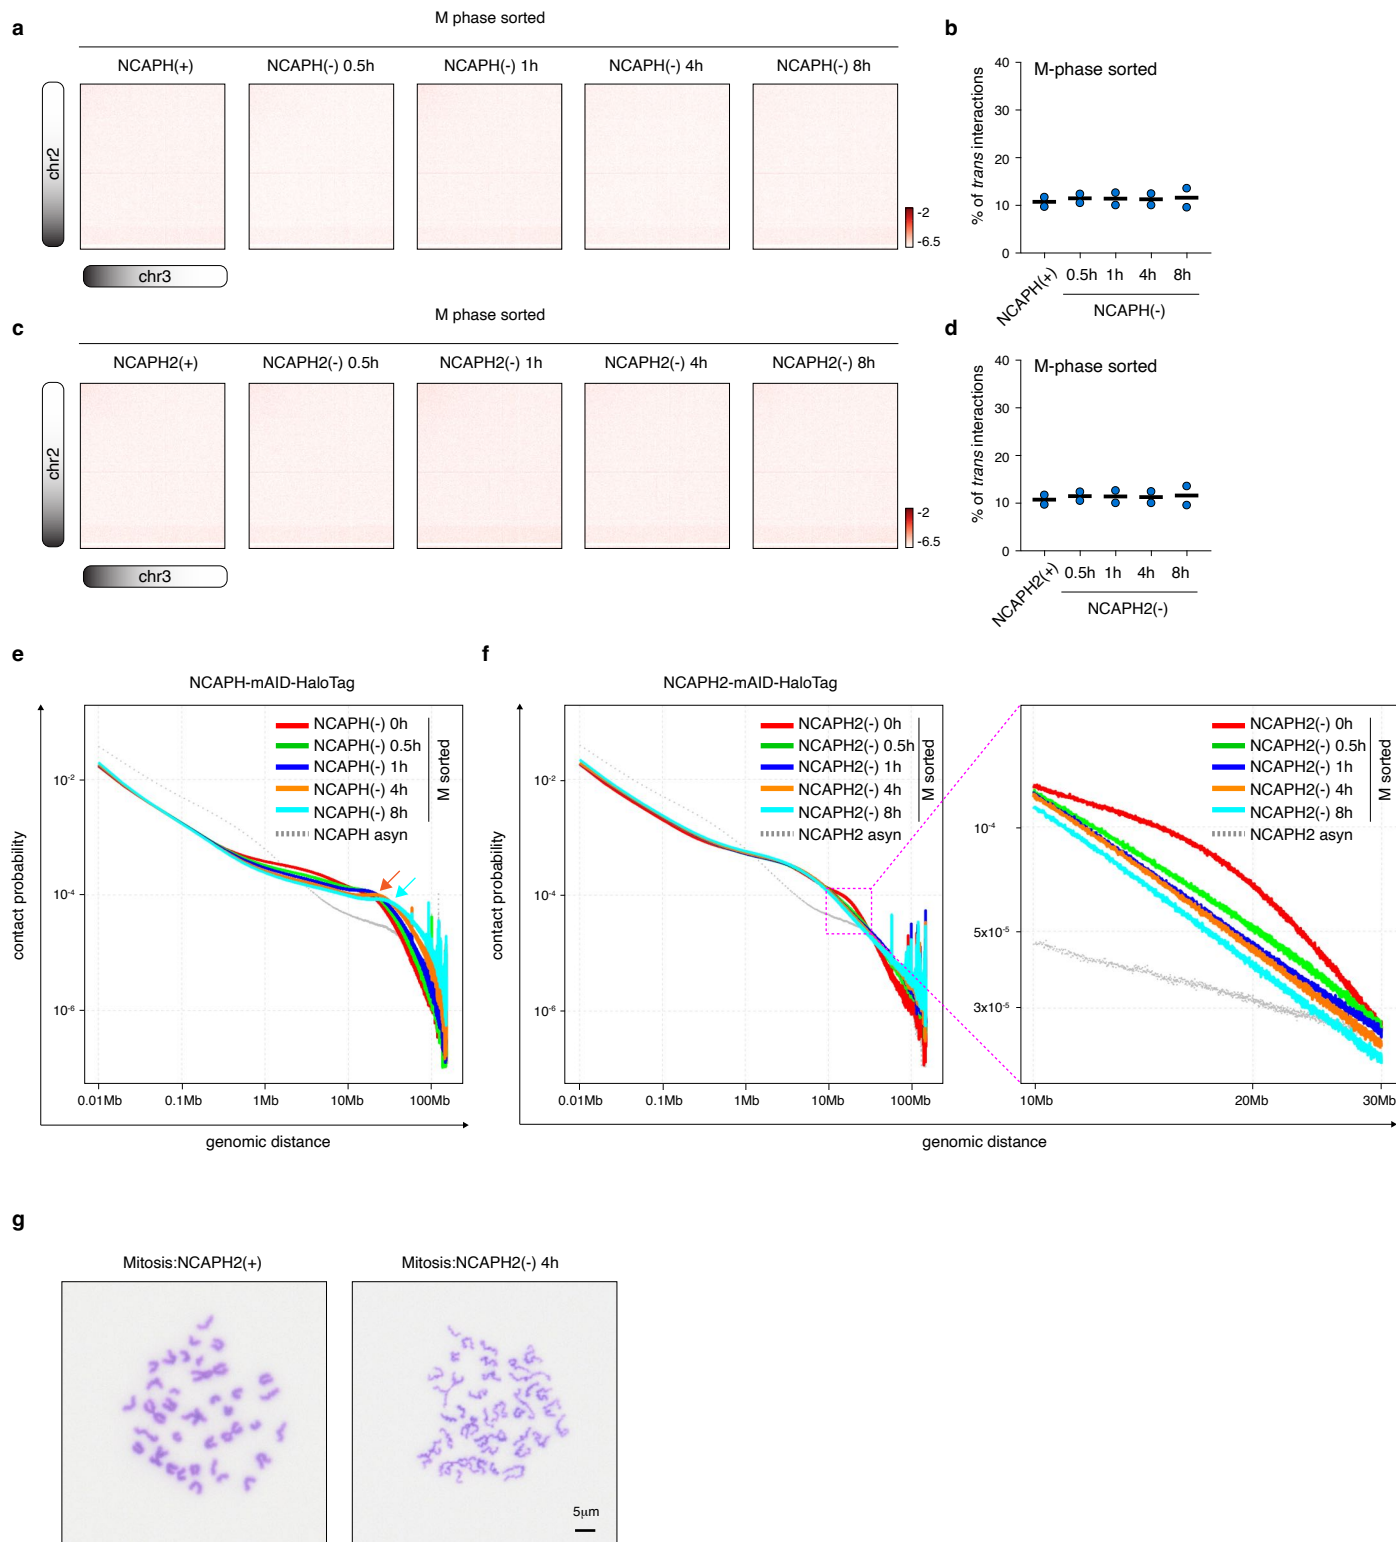 a
M phase sorted
NCAPH(+) NCAPH(-) 0.5h NCAPH(-) 1h NCAPH(-) 4h NCAPH(-) 8h
chr2
-2
-6.5
chr3
b
M-phase sorted
% of trans interactions
40
30
20
10
0
NCAPH(+) 0.5h 1h 4h 8h
NCAPH(-)
c
M phase sorted
NCAPH2(+) NCAPH2(-) 0.5h NCAPH2(-) 1h NCAPH2(-) 4h NCAPH2(-) 8h
chr2
-2
-6.5
chr3
d
M-phase sorted
% of trans interactions
40
30
20
10
0
NCAPH2(+) 0.5h 1h 4h 8h
NCAPH2(-)
e
NCAPH-mAID-HaloTag
NCAPH(-) 0h
NCAPH(-) 0.5h
NCAPH(-) 1h
NCAPH(-) 4h
NCAPH(-) 8h
NCAPH asyn
M sorted
contact probability
10⁻²
10⁻⁴
10⁻⁶
0.01Mb 0.1Mb 1Mb 10Mb 100Mb
genomic distance
f
NCAPH2-mAID-HaloTag
NCAPH2(-) 0h
NCAPH2(-) 0.5h
NCAPH2(-) 1h
NCAPH2(-) 4h
NCAPH2(-) 8h
NCAPH2 asyn
M sorted
contact probability
10⁻²
10⁻⁴
10⁻⁶
0.01Mb 0.1Mb 1Mb 10Mb 100Mb
NCAPH2(-) 0h
NCAPH2(-) 0.5h
NCAPH2(-) 1h
NCAPH2(-) 4h
NCAPH2(-) 8h
NCAPH2 asyn
M sorted
10⁻⁴
5x10⁻⁵
3x10⁻⁵
10Mb 20Mb 30Mb
genomic distance
g
Mitosis:NCAPH2(+) Mitosis:NCAPH2(-) 4h
5μm